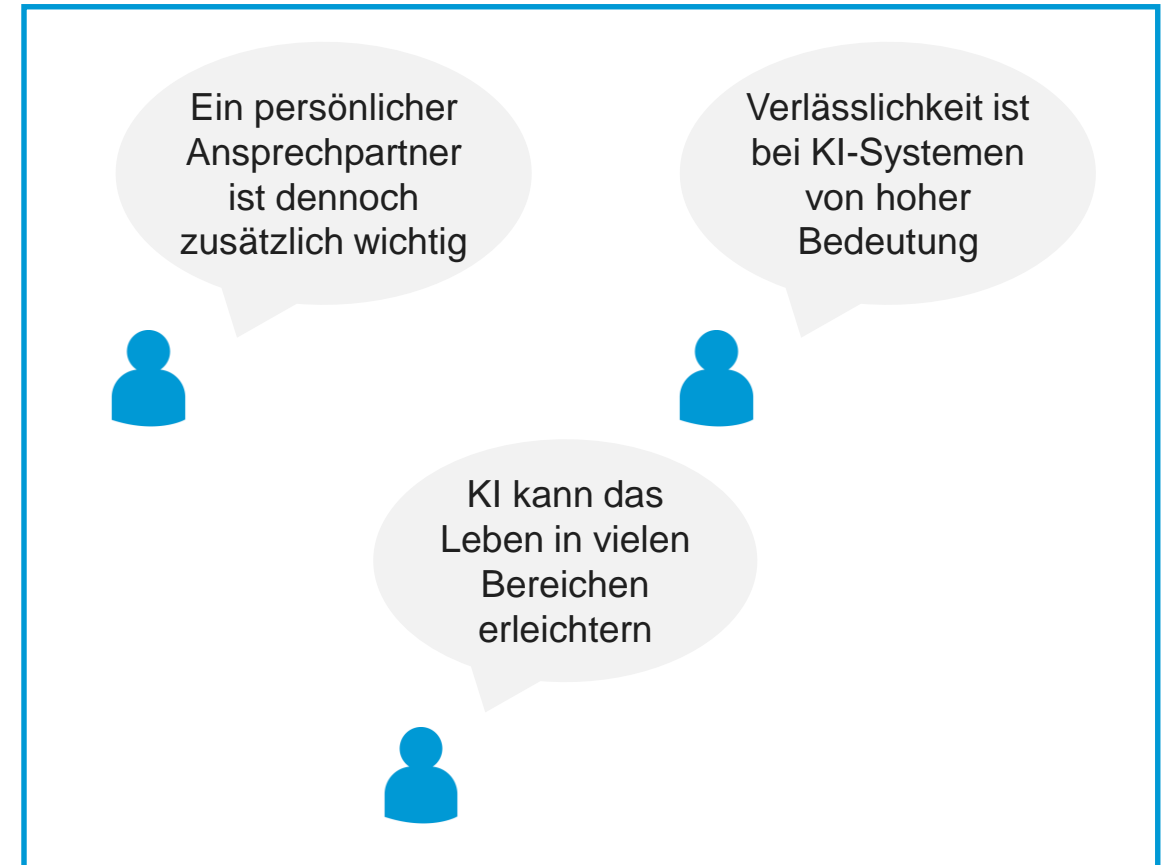 Ein persönlicher
Ansprechpartner
ist dennoch
zusätzlich wichtig
Verlässlichkeit ist
bei KI-Systemen
von hoher
Bedeutung
KI kann das
Leben in vielen
Bereichen
erleichtern